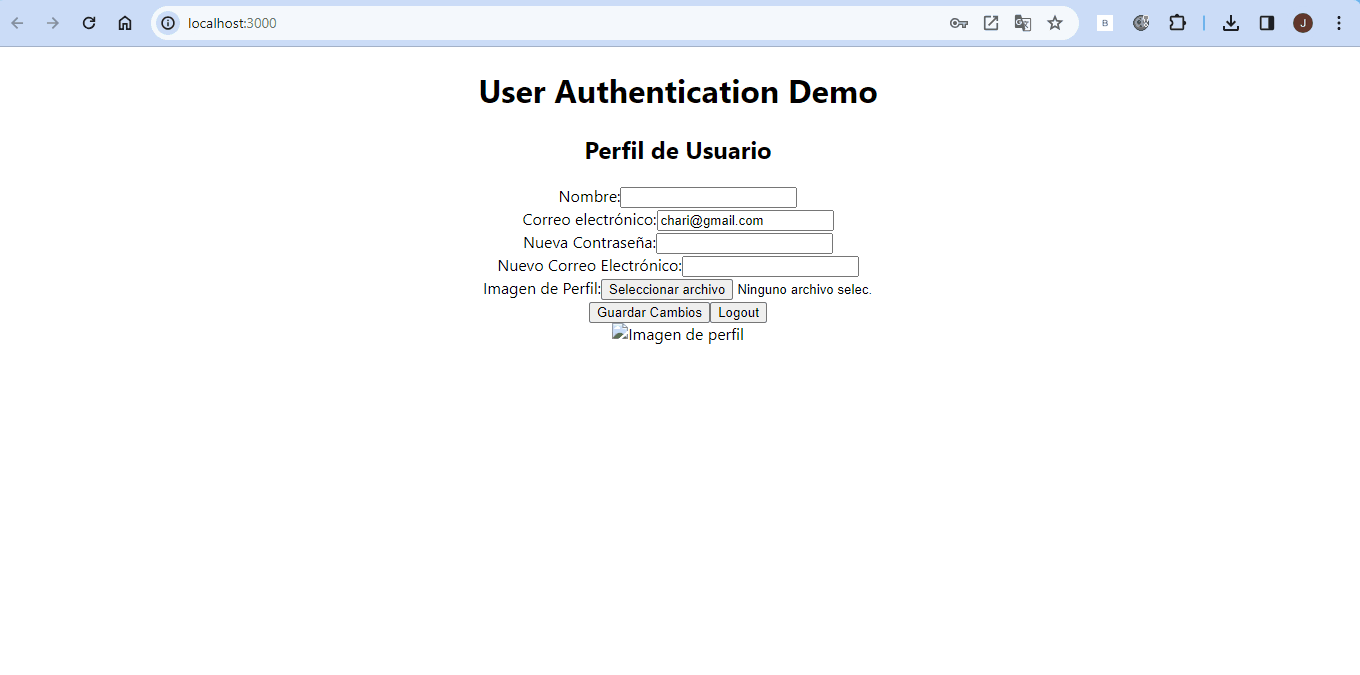 localhost:3000
B
J
User Authentication Demo
Perfil de Usuario
Nombre:
Correo electrónico: chari@gmail.com
Nueva Contraseña:
Nuevo Correo Electrónico:
Imagen de Perfil: Seleccionar archivo Ninguno archivo selec.
Guardar Cambios Logout
Imagen de perfil